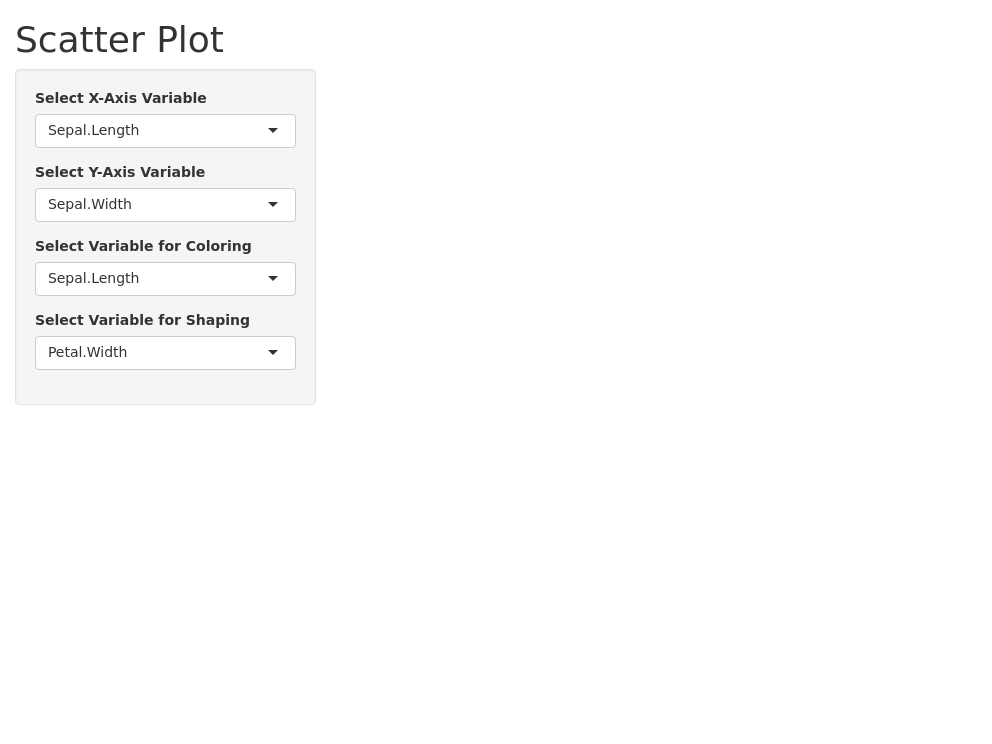 Scatter Plot
Select X-Axis Variable
Sepal.Length
Select Y-Axis Variable
Sepal.Width
Select Variable for Coloring
Sepal.Length
Select Variable for Shaping
Petal.Width